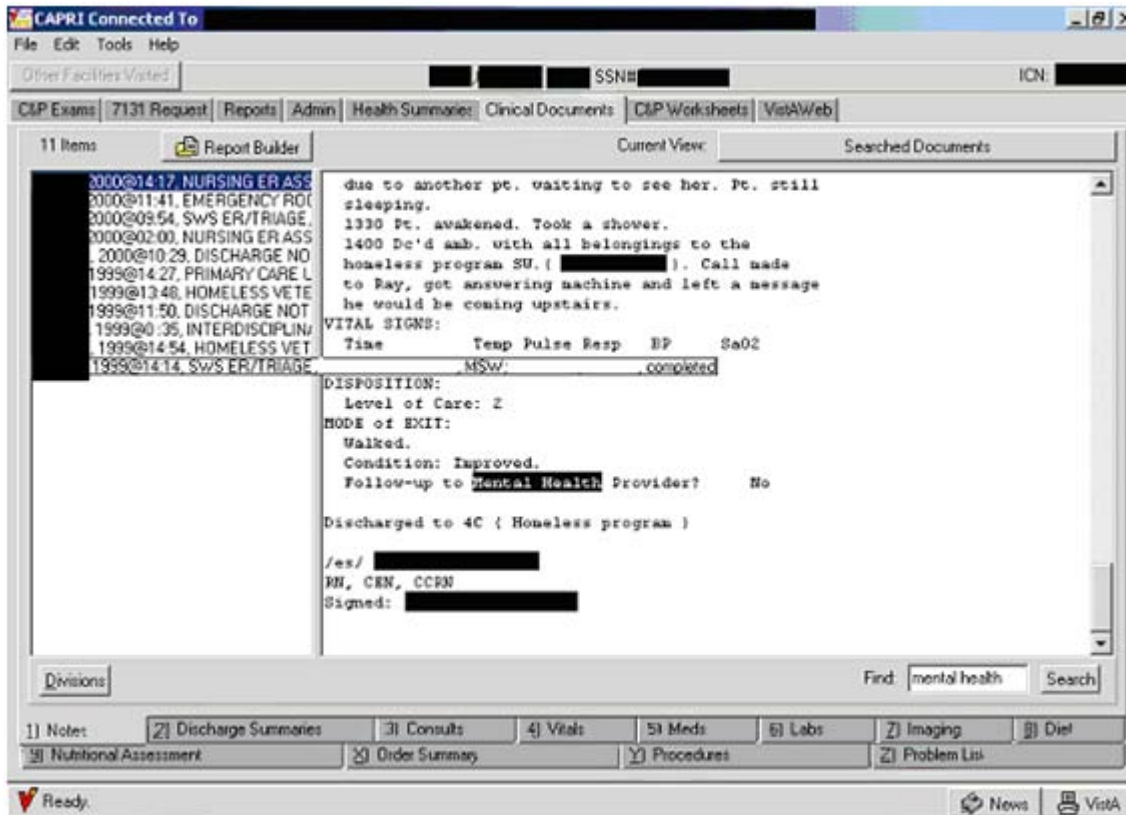 CAPRI Connected To
File Edit Tools Help
Other Facilities Visited SSN# ICN:
C&P Exams 7131 Request Reports Admin Health Summaries Clinical Documents C&P Worksheets VistAWeb
11 Items Report Builder Current View: Searched Documents
2000@14:17, NURSING ER ASS
2000@11:41, EMERGENCY ROO
2000@09:54, SWS ER/TRIAGE,
2000@02:00, NURSING ER ASS
, 2000@10:29, DISCHARGE NO
1999@14:27, PRIMARY CARE U
1999@13:48, HOMELESS VETE
1999@11:50, DISCHARGE NOT
, 1999@0:35, INTERDISCIPLINA
, 1999@14:54, HOMELESS VET
1999@14:14, SWS ER/TRIAGE, , MSW; , completed
due to another pt. waiting to see her. Pt. still
sleeping.
1330 Pt. awakened. Took a shower.
1400 Dc'd amb. with all belongings to the
homeless program SW.( ). Call made
to Ray, got answering machine and left a message
he would be coming upstairs.
VITAL SIGNS:
Time Temp Pulse Resp BP SaO2
DISPOSITION:
Level of Care: 2
MODE of EXIT:
Walked.
Condition: Improved.
Follow-up to Mental Health Provider? No
Discharged to 4C ( Homeless program )
/es/
RN, CEN, CCRN
Signed:
Divisions Find: mental health Search
1) Notes 2) Discharge Summaries 3) Consults 4) Vitals 5) Meds 6) Labs 7) Imaging 8) Diet
9) Nutritional Assessment X) Order Summary Y) Procedures Z) Problem List
Ready. News VistA